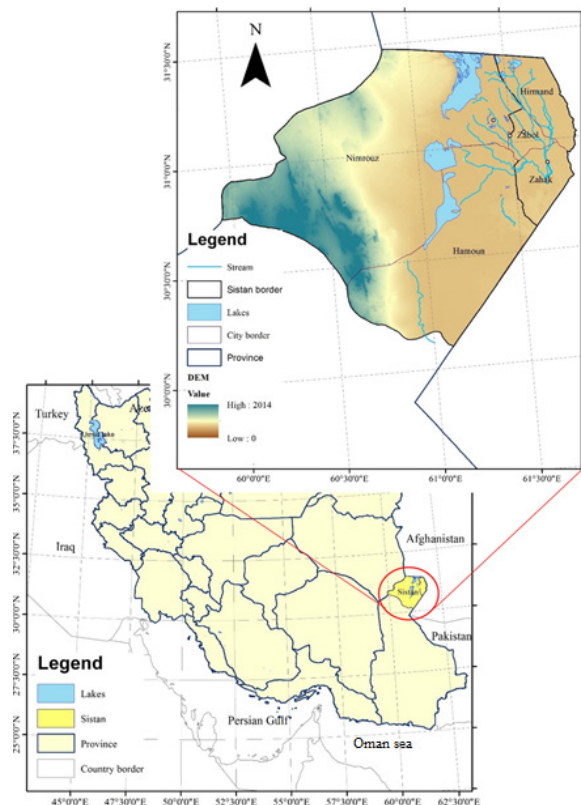 N
31°30'0"N
31°0'0"N
30°30'0"N
30°0'0"N
Hirmand
Zabol
Nimrouz
Zahak
Hamoun
Legend
Stream
Sistan border
Lakes
City border
Province
DEM
Value
High : 2014
Low : 0
60°0'0"E
60°30'0"E
61°0'0"E
61°30'0"E
Turkey
37°30'0"N
35°0'0"N
Afghanistan
Iraq
32°30'0"N
Sistan
30°0'0"N
Pakistan
Legend
27°30'0"N
Lakes
Sistan
Province
Country border
Persian Gulf
25°0'0"N
Oman sea
45°0'0"E
47°30'0"E
50°0'0"E
52°30'0"E
55°0'0"E
57°30'0"E
60°0'0"E
62°30'0"E